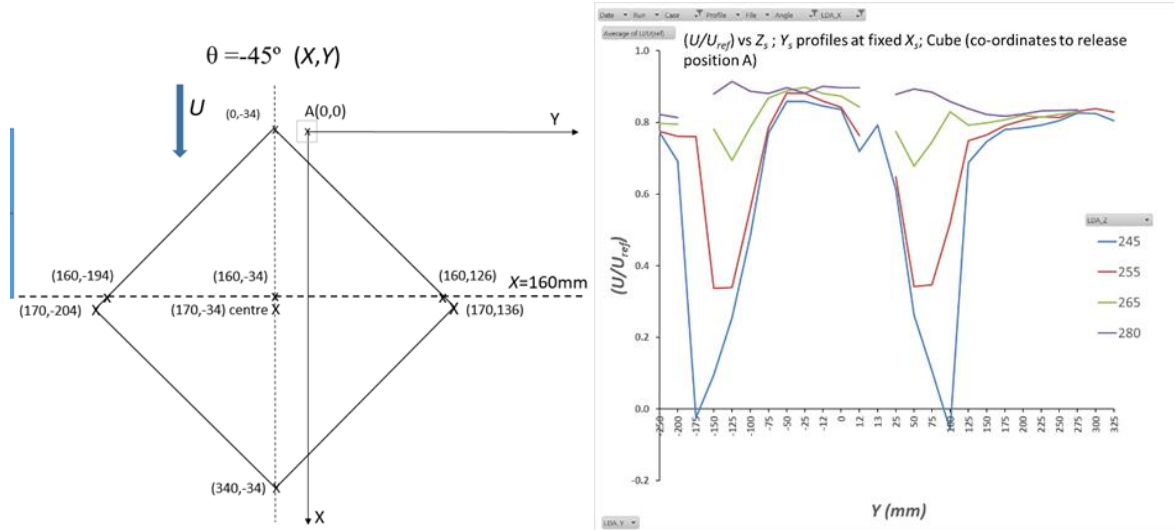 θ =-45° (X,Y)
U
(0,-34)
A(0,0)
Y
(160,-194)
(160,-34)
(160,126)
X=160mm
(170,-204)
(170,-34) centre
(170,136)
(340,-34)
X
Date Run Case Profile File Angle LDA_X
Average of U/U(ref)
(U/Uref) vs Zs ; Ys profiles at fixed Xs; Cube (co-ordinates to release
position A)
1.0
0.8
0.6
0.4
0.2
0.0
-0.2
(U/Uref)
-250 -200 -175 -150 -125 -100 -75 -50 -25 -12 0 12 13 25 50 75 100 125 150 175 200 225 250 275 300 325
Y (mm)
LDA_Z
245
255
265
280
LDA_Y